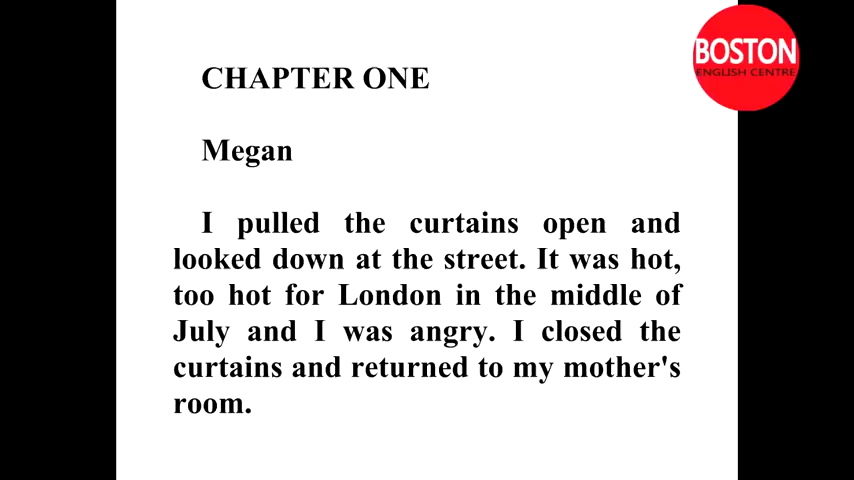 BOSTON
ENGLISH CENTRE
CHAPTER ONE
Megan
I pulled the curtains open and
looked down at the street. It was hot,
too hot for London in the middle of
July and I was angry. I closed the
curtains and returned to my mother's
room.